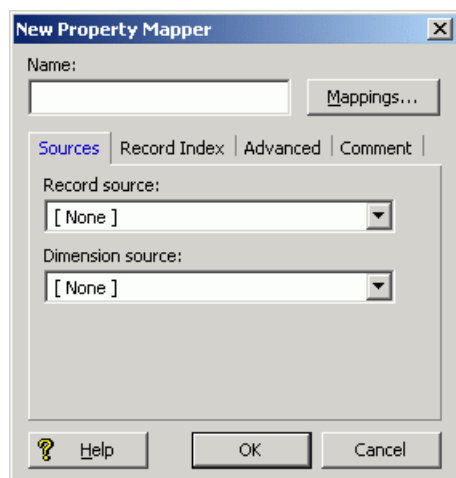 New Property Mapper
Name:
Mappings...
Sources Record Index Advanced Comment
Record source:
[ None ]
Dimension source:
[ None ]
Help OK Cancel